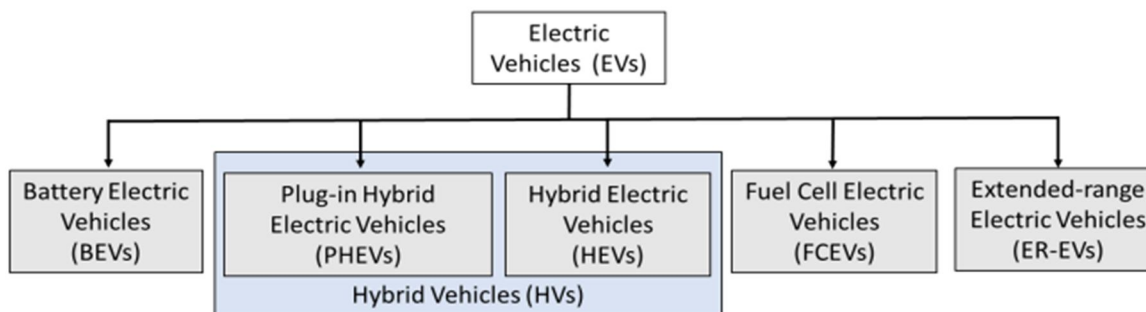 Electric
Vehicles (EVs)
Battery Electric
Vehicles
(BEVs)
Plug-in Hybrid
Electric Vehicles
(PHEVs)
Hybrid Electric
Vehicles
(HEVs)
Fuel Cell Electric
Vehicles
(FCEVs)
Extended-range
Electric Vehicles
(ER-EVs)
Hybrid Vehicles (HVs)